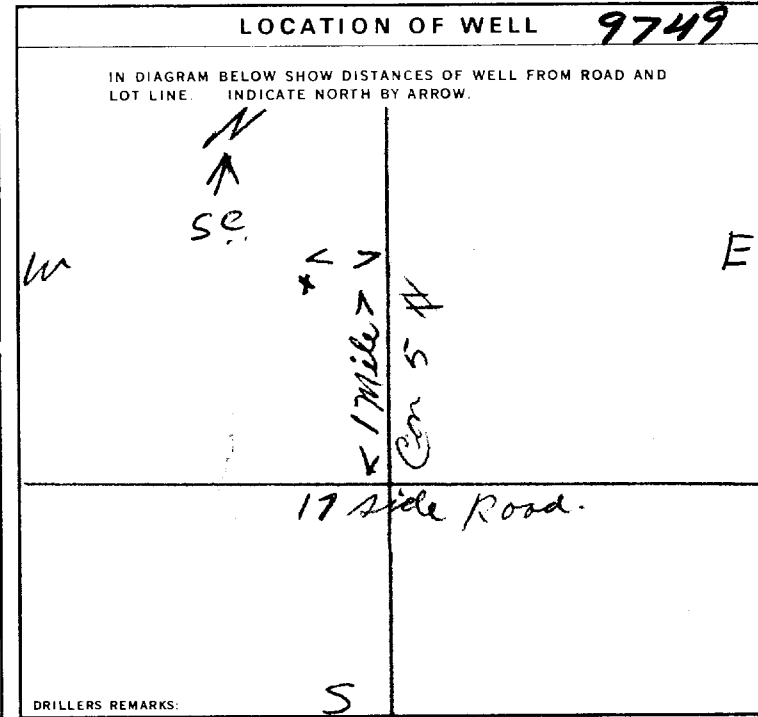 LOCATION OF WELL 9749
IN DIAGRAM BELOW SHOW DISTANCES OF WELL FROM ROAD AND
LOT LINE. INDICATE NORTH BY ARROW.
N
W
E
< >
< 1 Mile >
Con 5
17 Side Road.
S
DRILLERS REMARKS: